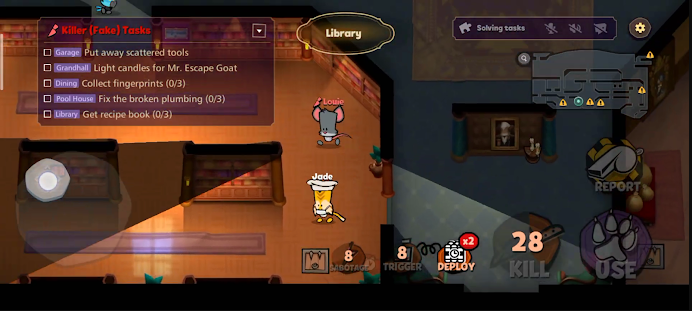 Killer (Fake) Tasks
Garage Put away scattered tools
Grandhall Light candles for Mr. Escape Goat
Dining Collect fingerprints (0/3)
Pool House Fix the broken plumbing (0/3)
Library Get recipe book (0/3)
Library
Solving tasks
Louie
Jade
REPORT
8
SABOTAGE
8
TRIGGER
x2
DEPLOY
28
KILL
USE